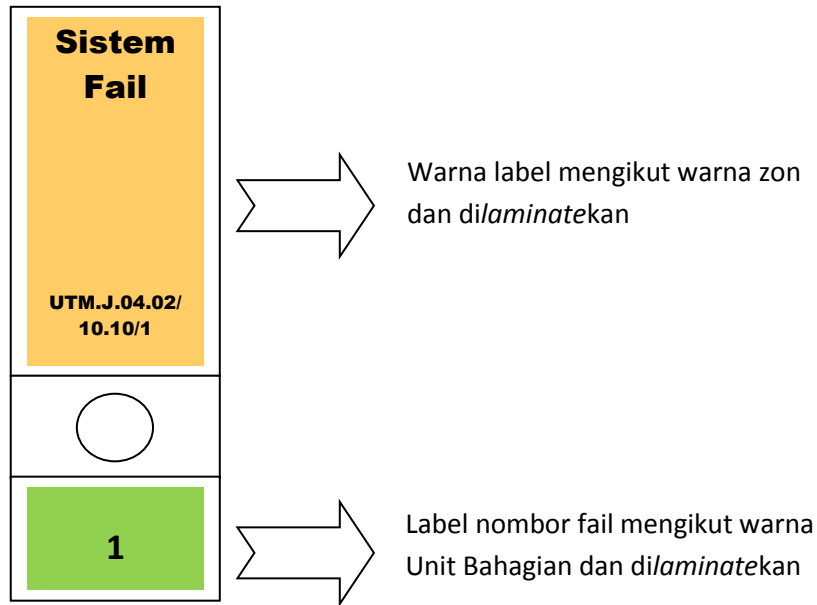 Sistem
Fail
Warna label mengikut warna zon
dan dilaminatekan
UTM.J.04.02/
10.10/1
1
Label nombor fail mengikut warna
Unit Bahagian dan dilaminatekan